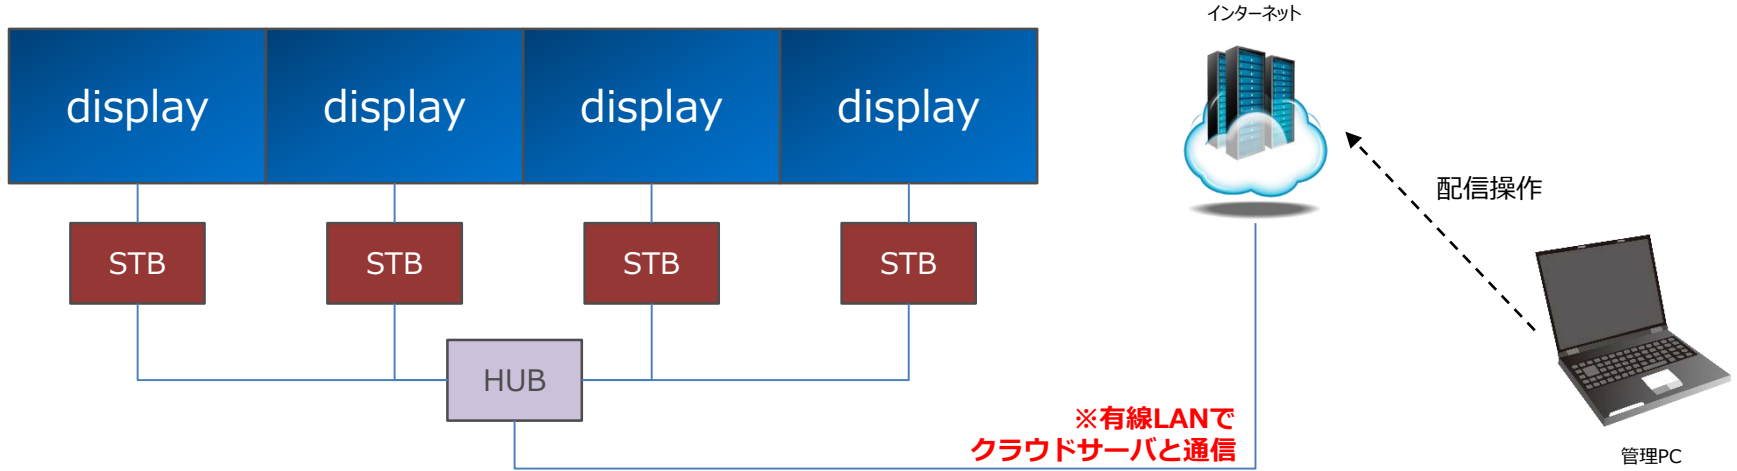 インターネット
display
display
display
display
配信操作
STB
STB
STB
STB
HUB
※有線LANで
クラウドサーバと通信
管理PC